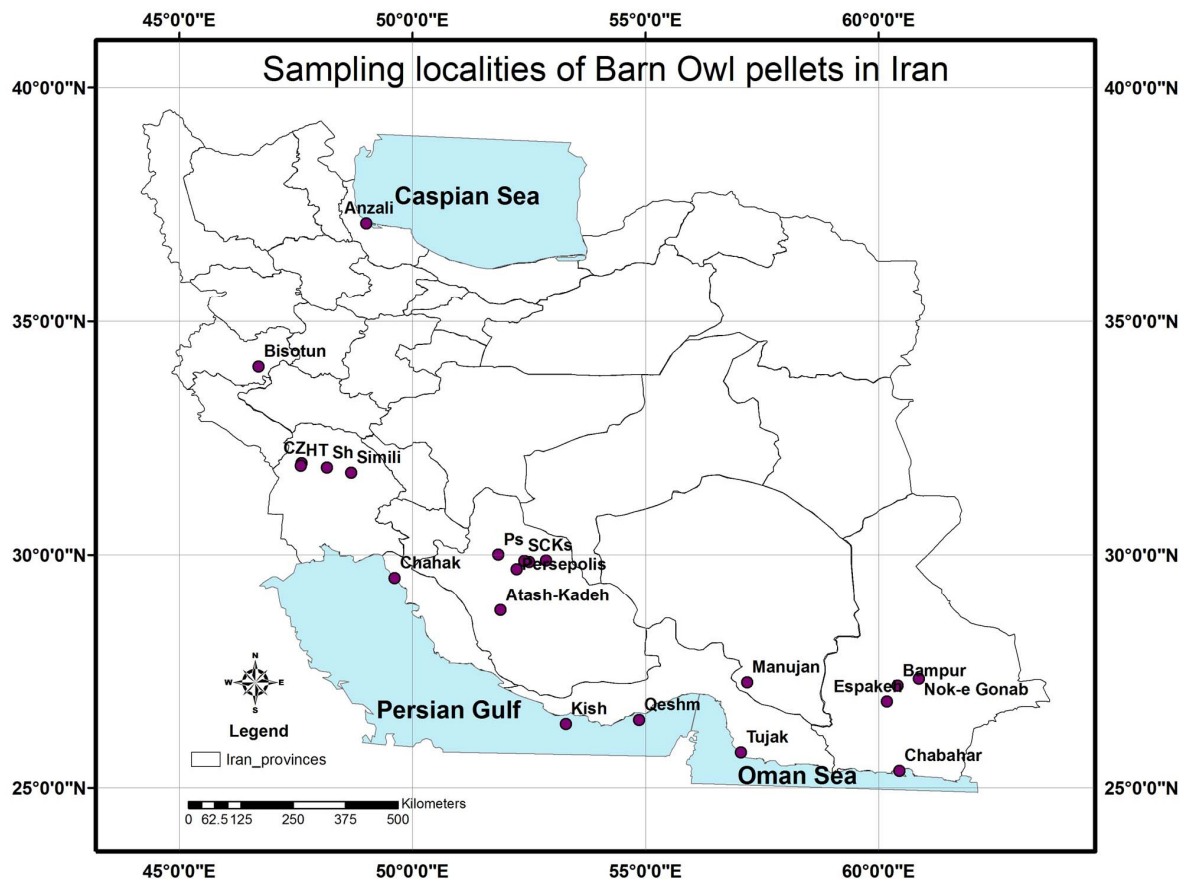 45°0'0"E 50°0'0"E 55°0'0"E 60°0'0"E
Sampling localities of Barn Owl pellets in Iran
40°0'0"N 40°0'0"N
Caspian Sea
Anzali
35°0'0"N 35°0'0"N
Bisotun
CZ HT Sh Simili
Ps SCKs
30°0'0"N 30°0'0"N
Chahak Persepolis
Atash-Kadeh
Manujan Bampur
Espakeh Nok-e Gonab
N
W E
S
Persian Gulf Kish Qeshm
Legend
Tujak
Iran_provinces Chabahar
Oman Sea
25°0'0"N 25°0'0"N
Kilometers
0 62.5 125 250 375 500
45°0'0"E 50°0'0"E 55°0'0"E 60°0'0"E